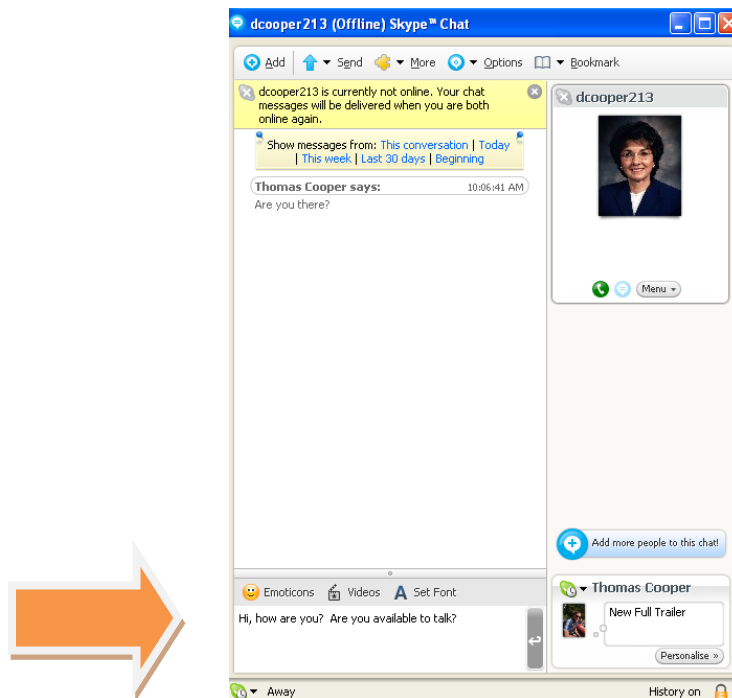 dcooper213 (Offline) Skype™ Chat
Add Send More Options Bookmark
dcooper213 is currently not online. Your chat
messages will be delivered when you are both
online again.
Show messages from: This conversation | Today
| This week | Last 30 days | Beginning
Thomas Cooper says: 10:06:41 AM
Are you there?
dcooper213
Menu
Add more people to this chat!
Emoticons Videos A Set Font
Hi, how are you? Are you available to talk?
Thomas Cooper
New Full Trailer
Personalise »
Away
History on